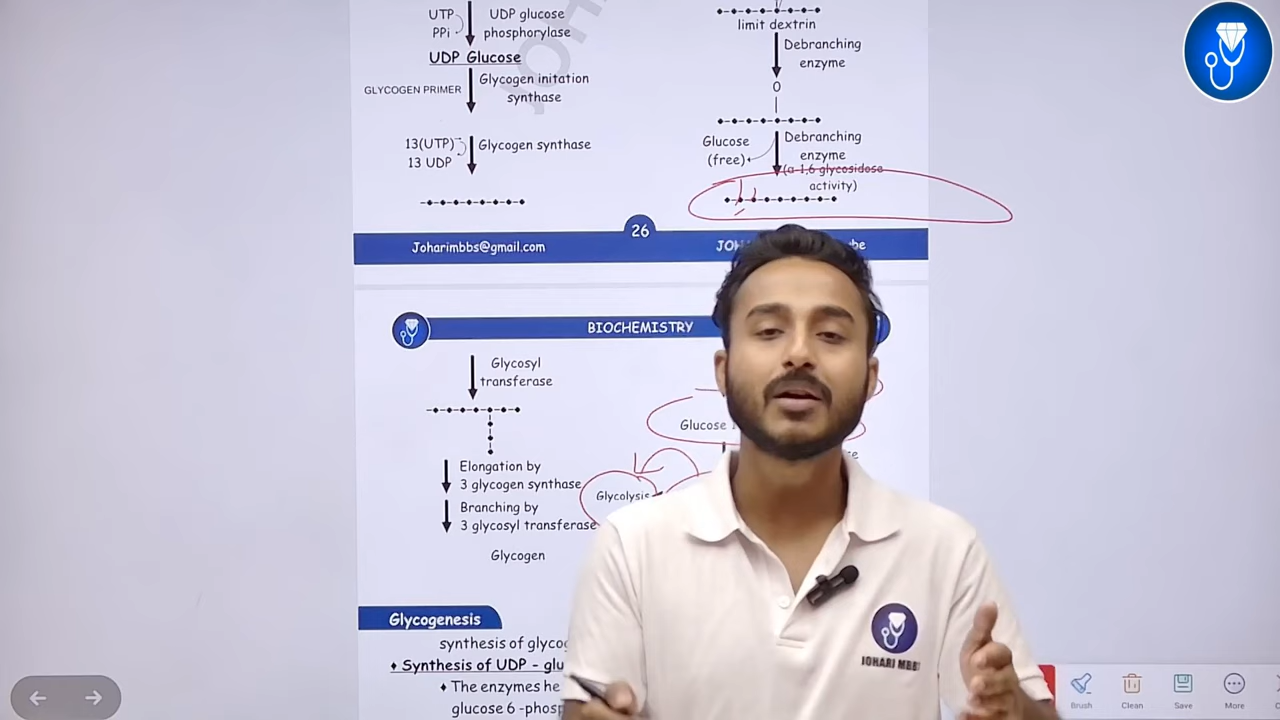 UTP
PPi
UDP glucose
phosphorylase
UDP Glucose
GLYCOGEN PRIMER
Glycogen initation
synthase
13(UTP)
13 UDP
Glycogen synthase
limit dextrin
Debranching
enzyme
O
Glucose
(free)
Debranching
enzyme
(α-1,6 glycosidase
activity)
26
Joharimbbs@gmail.com
JOH
be
BIOCHEMISTRY
Glycosyl
transferase
Glucose
Elongation by
3 glycogen synthase
Glycolysis
Branching by
3 glycosyl transferase
Glycogen
Glycogenesis
synthesis of glycog
♦ Synthesis of UDP - glu
♦ The enzymes he
glucose 6 -phosp
JOHARI MBBS
Brush
Clean
Save
More